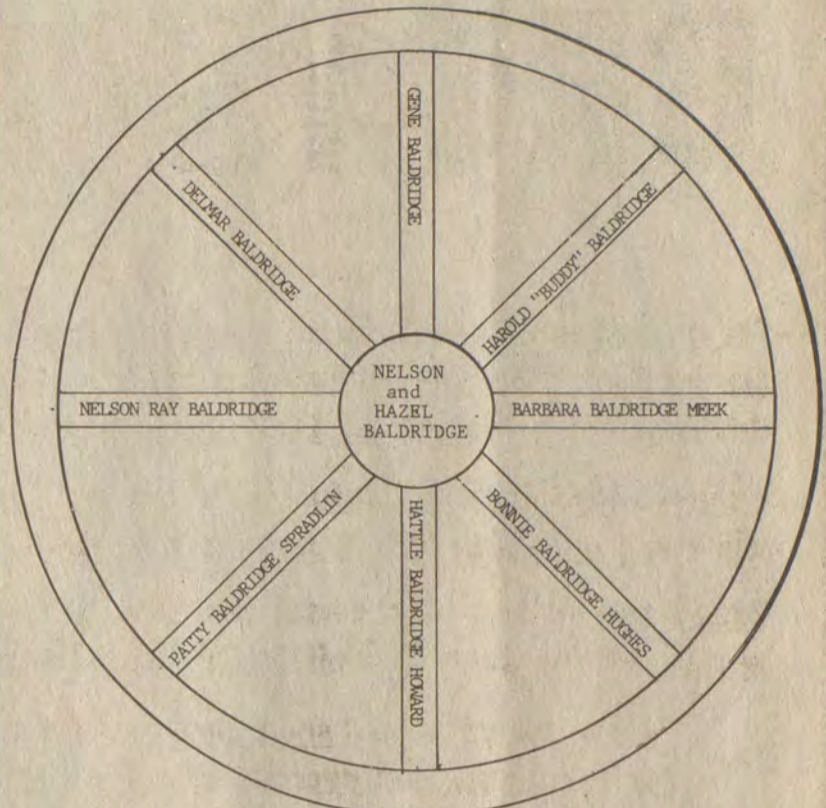 GENE BALDRIDGE
HAROLD "BUDDY" BALDRIDGE
BARBARA BALDRIDGE MEEK
BONNIE BALDRIDGE HUGHES
HATTIE BALDRIDGE HOWARD
PATTY BALDRIDGE SPRADLIN
NELSON RAY BALDRIDGE
DELMAR BALDRIDGE
NELSON
and
HAZEL
BALDRIDGE